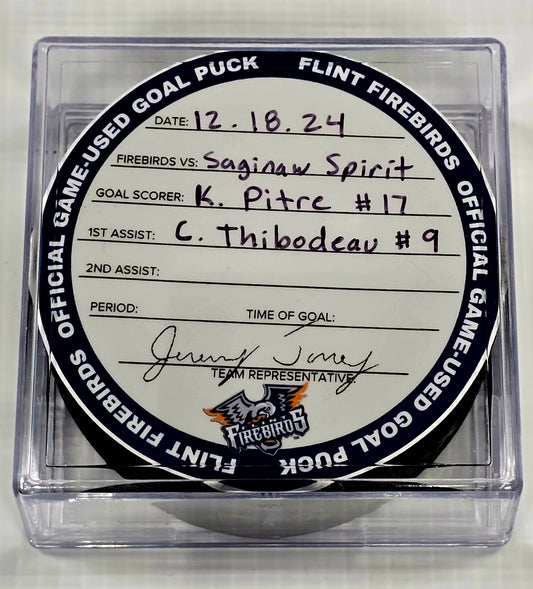 FLINT FIREBIRDS OFFICIAL GAME-USED GOAL PUCK
FLINT FIREBIRDS OFFICIAL GAME-USED GOAL PUCK
DATE: 12.18.24
FIREBIRDS VS: Saginaw Spirit
GOAL SCORER: K. Pitre #17
1ST ASSIST: C. Thibodeau #9
2ND ASSIST:
PERIOD: TIME OF GOAL:
Jeremy Torrey
TEAM REPRESENTATIVE:
FIREBIRDS